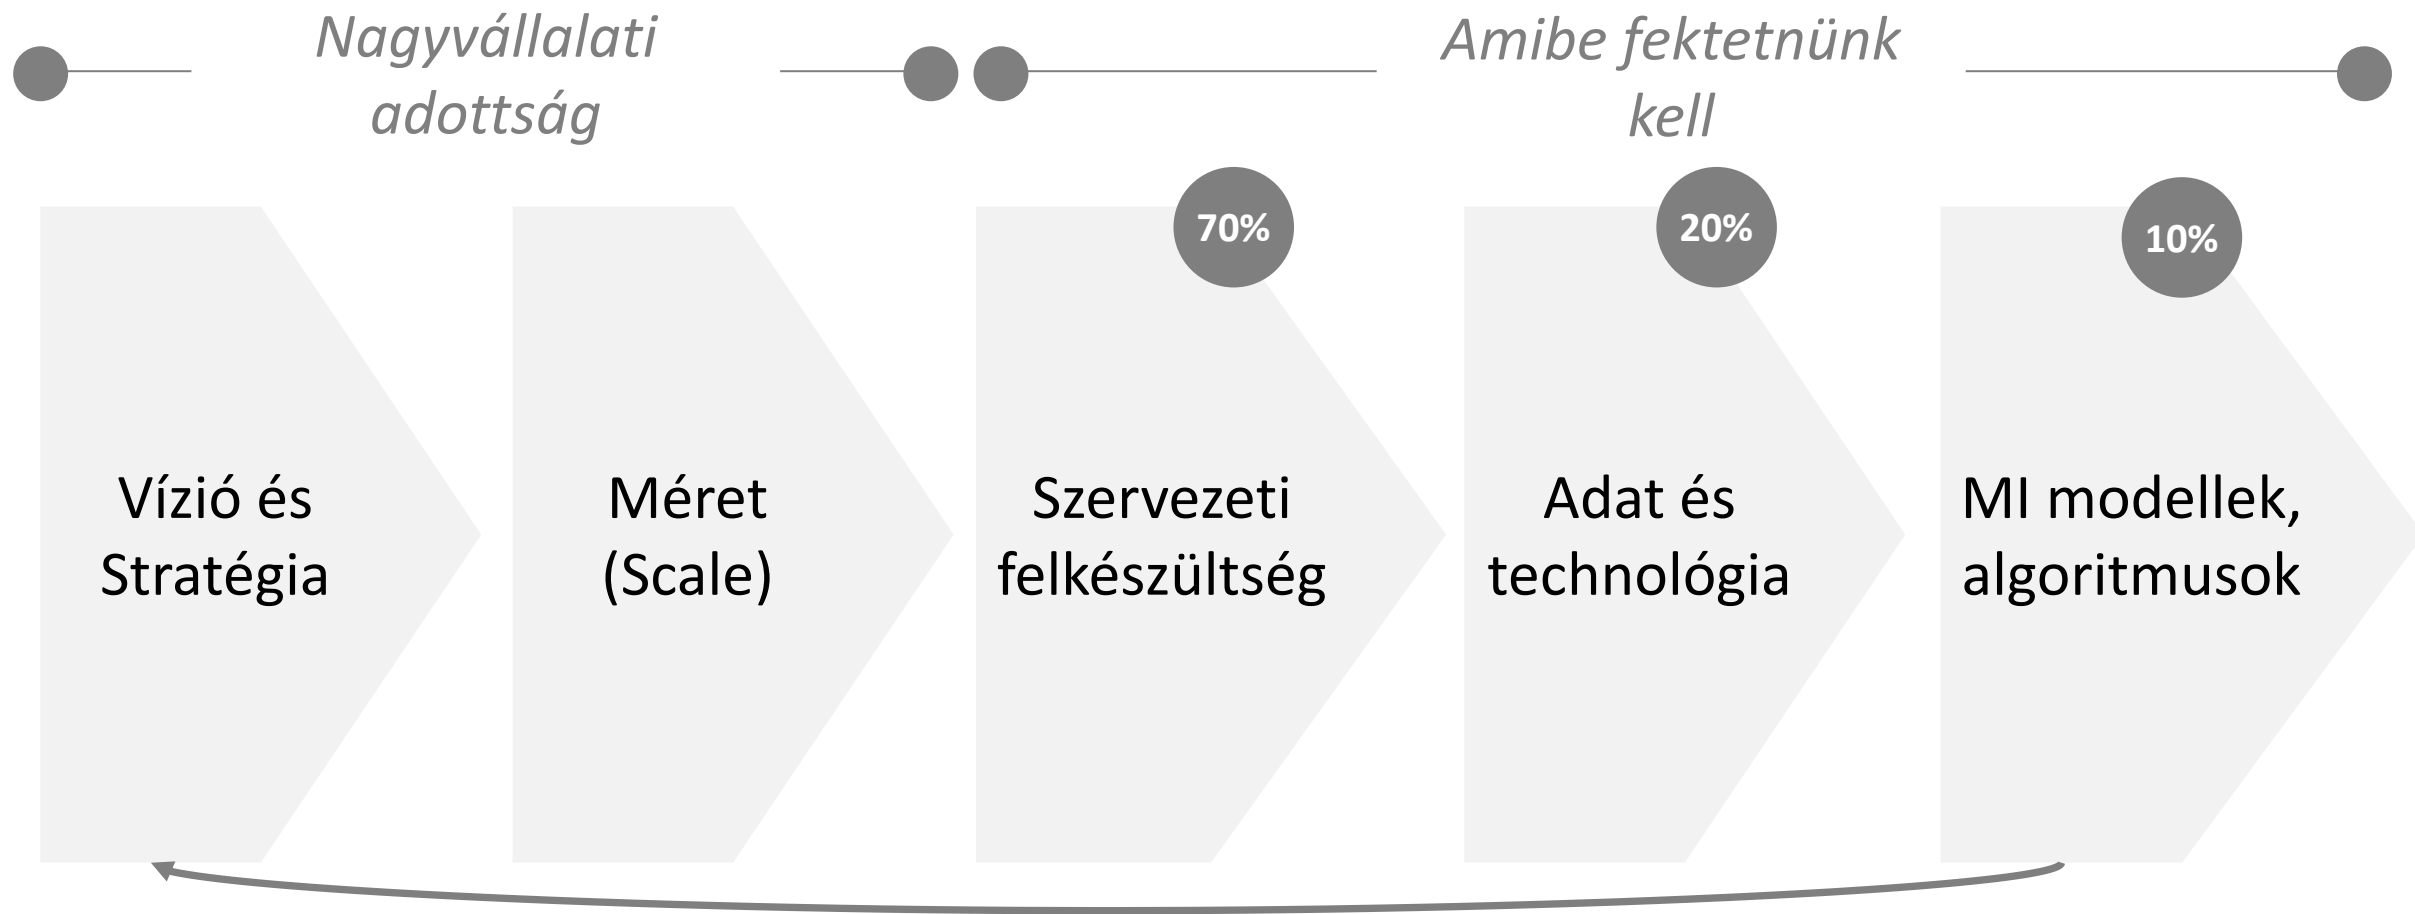 Nagyvállalati
adottság
Amibe fektetnünk
kell
70%
20%
10%
Vízió és
Stratégia
Méret
(Scale)
Szervezeti
felkészültség
Adat és
technológia
MI modellek,
algoritmusok